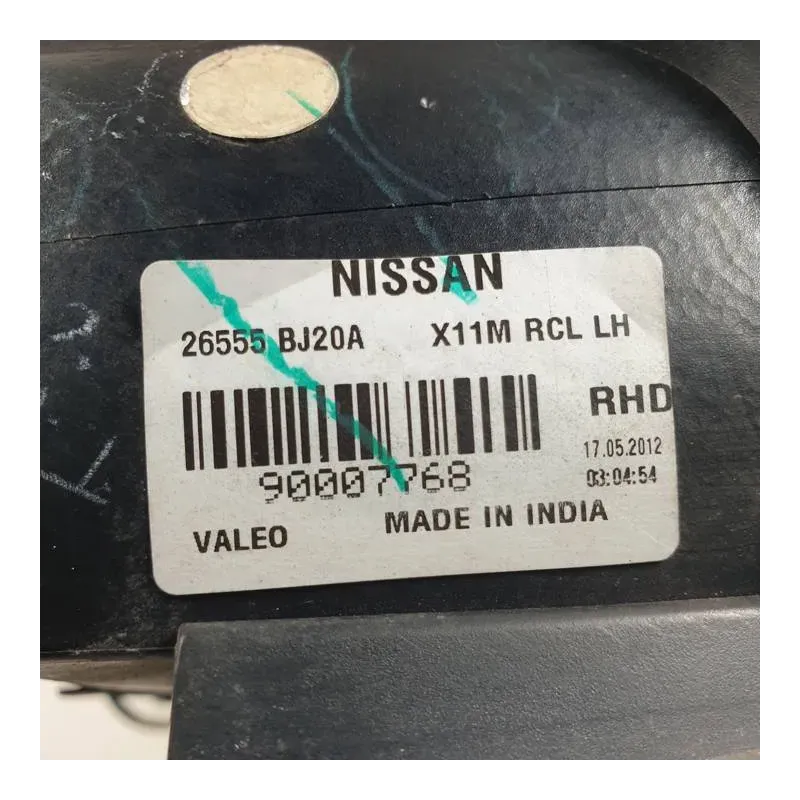 NISSAN
26555 BJ20A X11M RCL LH
RHD
17.05.2012
03:04:54
90007768
VALEO MADE IN INDIA